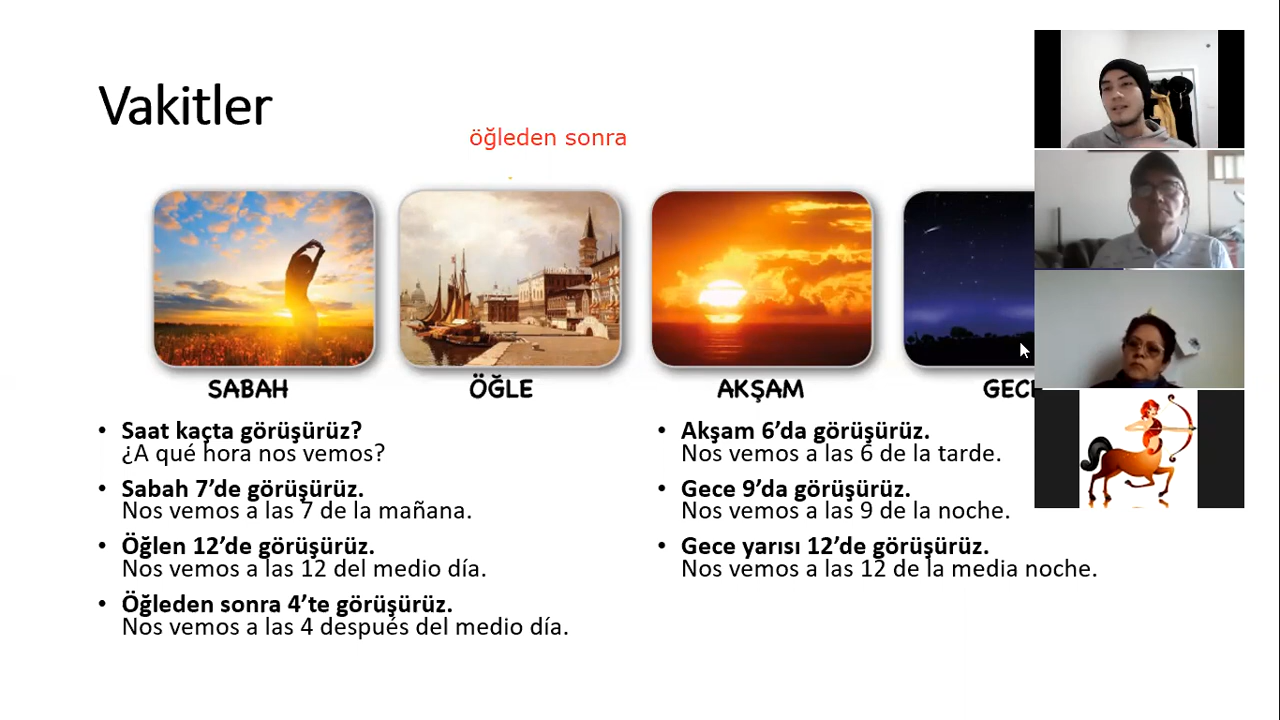 Vakitler
öğleden sonra
SABAH
ÖĞLE
AKŞAM
• Saat kaçta görüşürüz?
¿A qué hora nos vemos?
• Sabah 7’de görüşürüz.
Nos vemos a las 7 de la mañana.
• Öğlen 12’de görüşürüz.
Nos vemos a las 12 del medio día.
• Öğleden sonra 4’te görüşürüz.
Nos vemos a las 4 después del medio día.
• Akşam 6’da görüşürüz.
Nos vemos a las 6 de la tarde.
• Gece 9’da görüşürüz.
Nos vemos a las 9 de la noche.
• Gece yarısı 12’de görüşürüz.
Nos vemos a las 12 de la media noche.